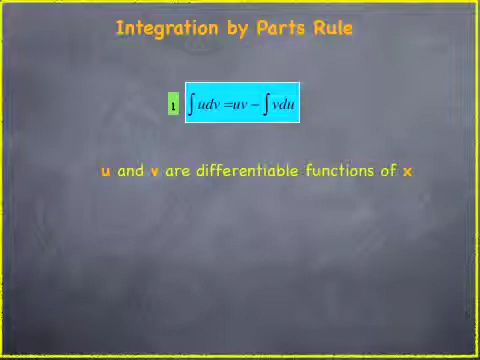 Integration by Parts Rule
1 ∫ udv = uv − ∫ vdu
u and v are differentiable functions of x